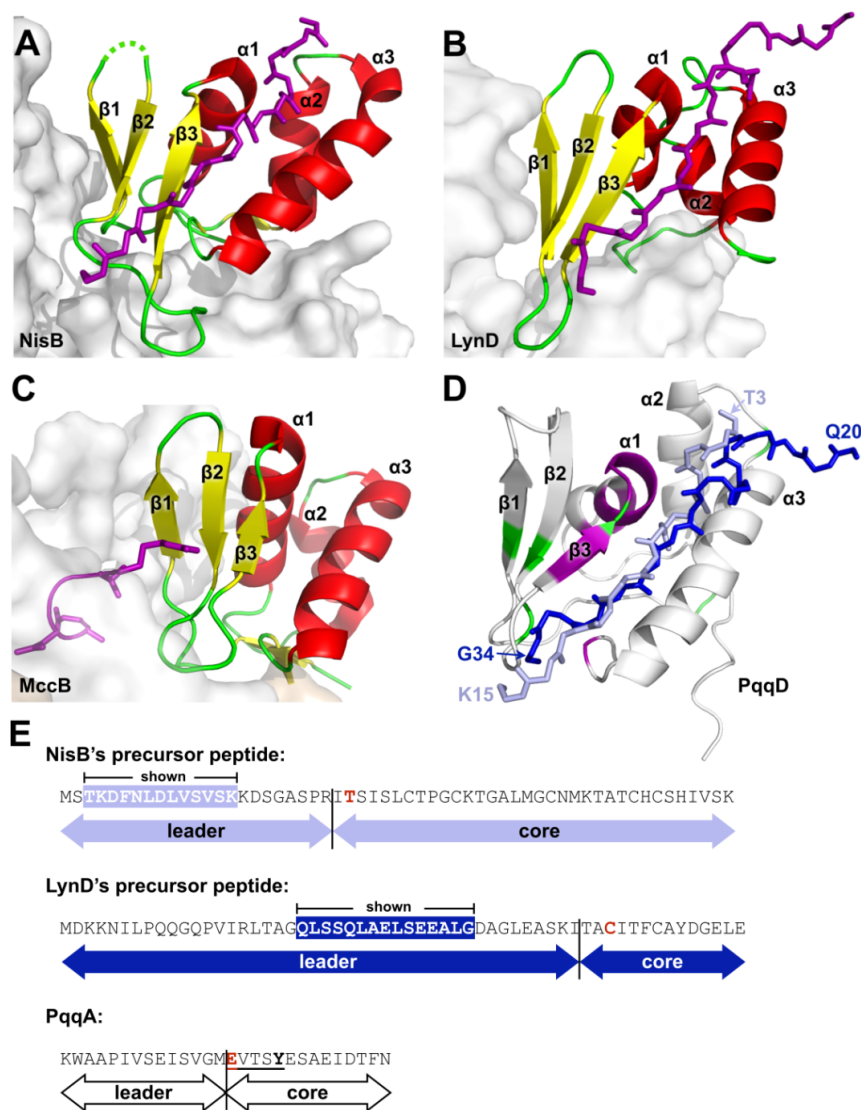 A
α1
α3
β1
β2
β3
α2
NisB
B
α1
α3
β1
β2
β3
α2
LynD
C
α1
α3
β1
β2
β3
α2
MccB
D
α2
T3
Q20
α1
β1
β2
β3
α3
G34
K15
PqqD
E
NisB's precursor peptide:
shown
MSTKDFNLDLVSVSKKDSGASPRITSISLCTPGCKTGALMGCNMKTATCHCSHIVSK
leader
core
LynD's precursor peptide:
shown
MDKKNILPQQGQPVIRLTAGQLSSQLAELSEEALGDAGLEASKITACITFCAYDGELE
leader
core
PqqA:
KWAAPIVSEISVGMEVTSYESAEIDTFN
leader
core